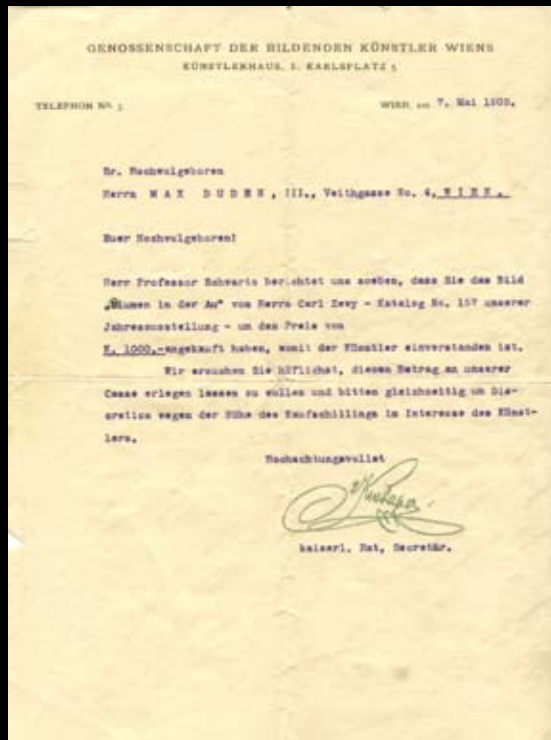 GENOSSENSCHAFT DER BILDENDEN KÜNSTLER WIENS
KÜNSTLERHAUS, I. KARLSPLATZ 5
TELEPHON No.
WIEN, am 7. Mai
Sr. Hochwolgeboren
Herrn MAX DUDEN, III., Veithgasse No. 4, WIEN.
Euer Hochwolgeboren!
Herr Professor Schwartz berichtet uns soeben, dass Sie das Bild
„Blumen in der Au" von Herrn Carl Zewy - Katalog No. 157 unserer
Jahresausstellung - um den Preis von
K. 1000.-angekauft haben, womit der Künstler einverstanden ist.
Wir ersuchen Sie höflichst, diesen Betrag an unserer
Casse erlegen lassen zu wollen und bitten gleichzeitig um Dis-
cretion wegen der Höhe des Kaufschillings im Interesse des Künst-
lers.
Hochachtungsvollst
kaiserl. Rat, Secretär.